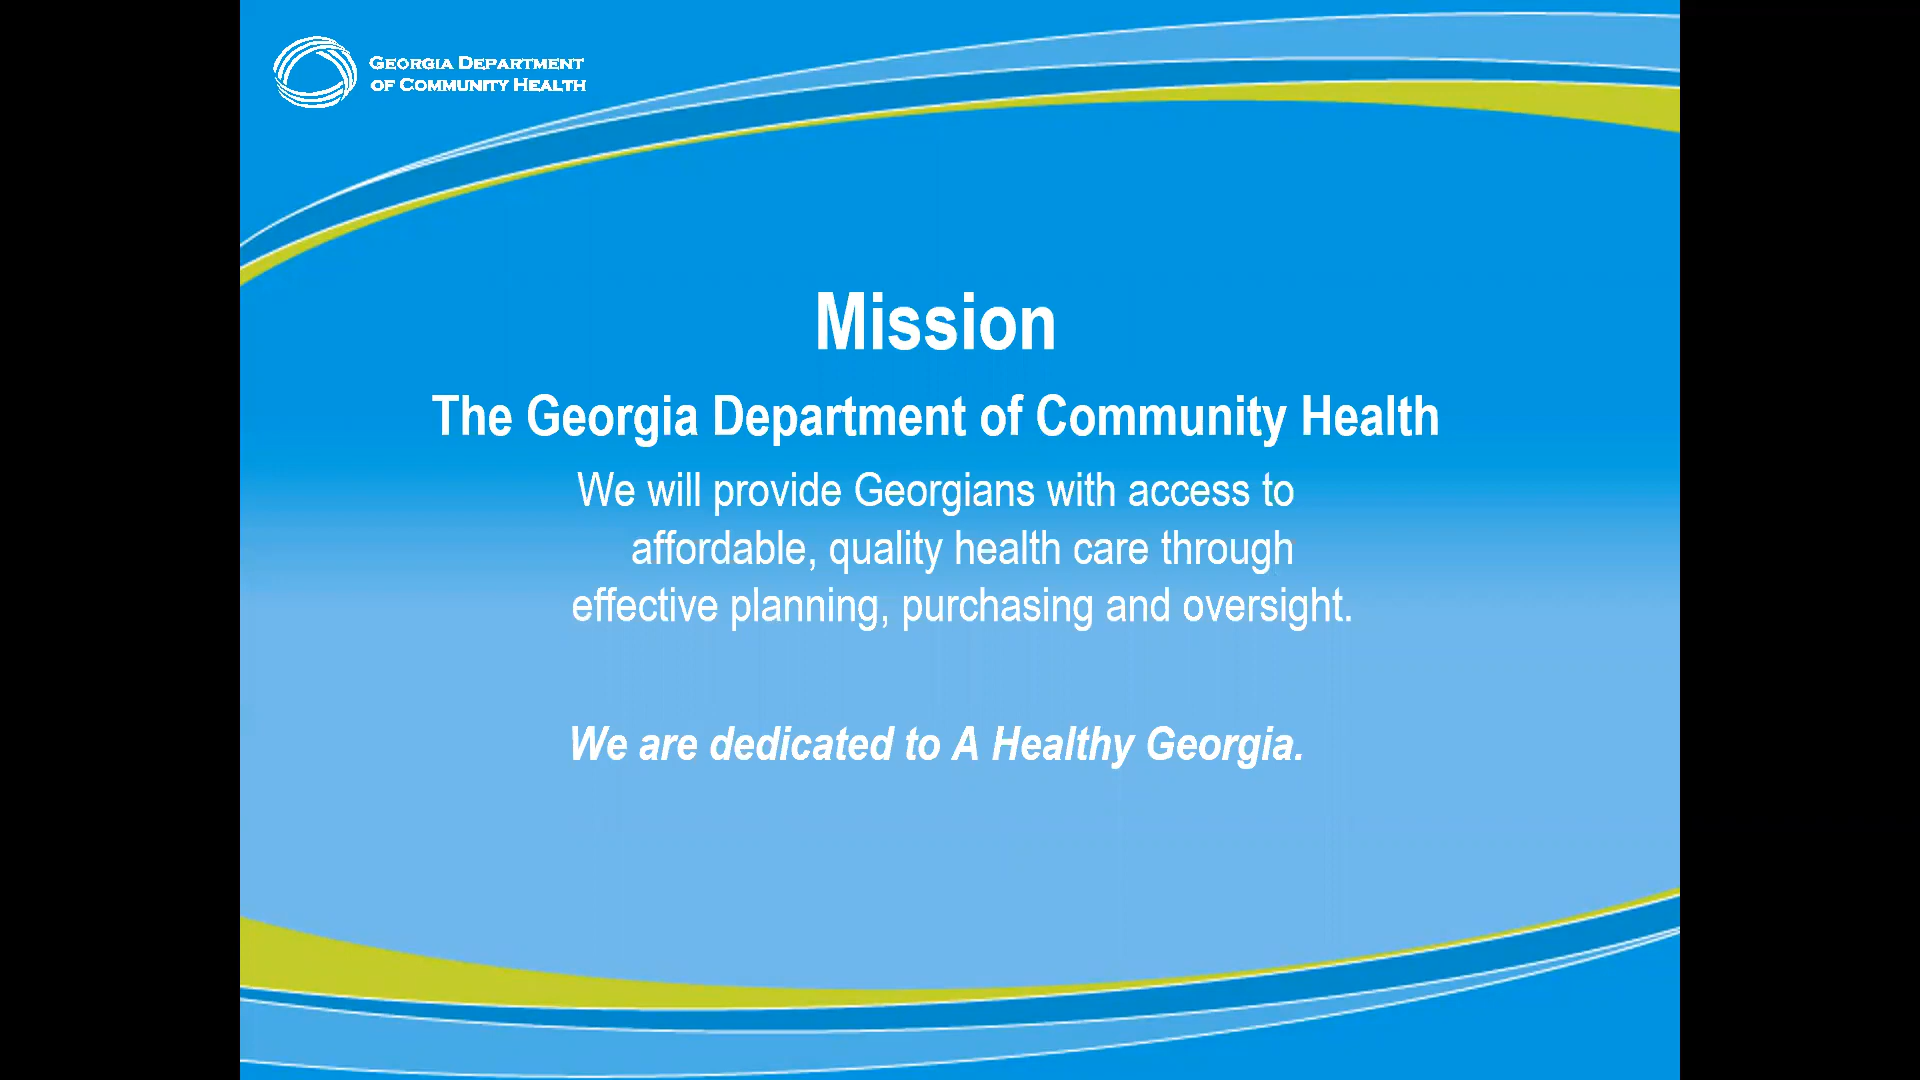 GEORGIA DEPARTMENT
OF COMMUNITY HEALTH
Mission
The Georgia Department of Community Health
We will provide Georgians with access to
affordable, quality health care through
effective planning, purchasing and oversight.
We are dedicated to A Healthy Georgia.